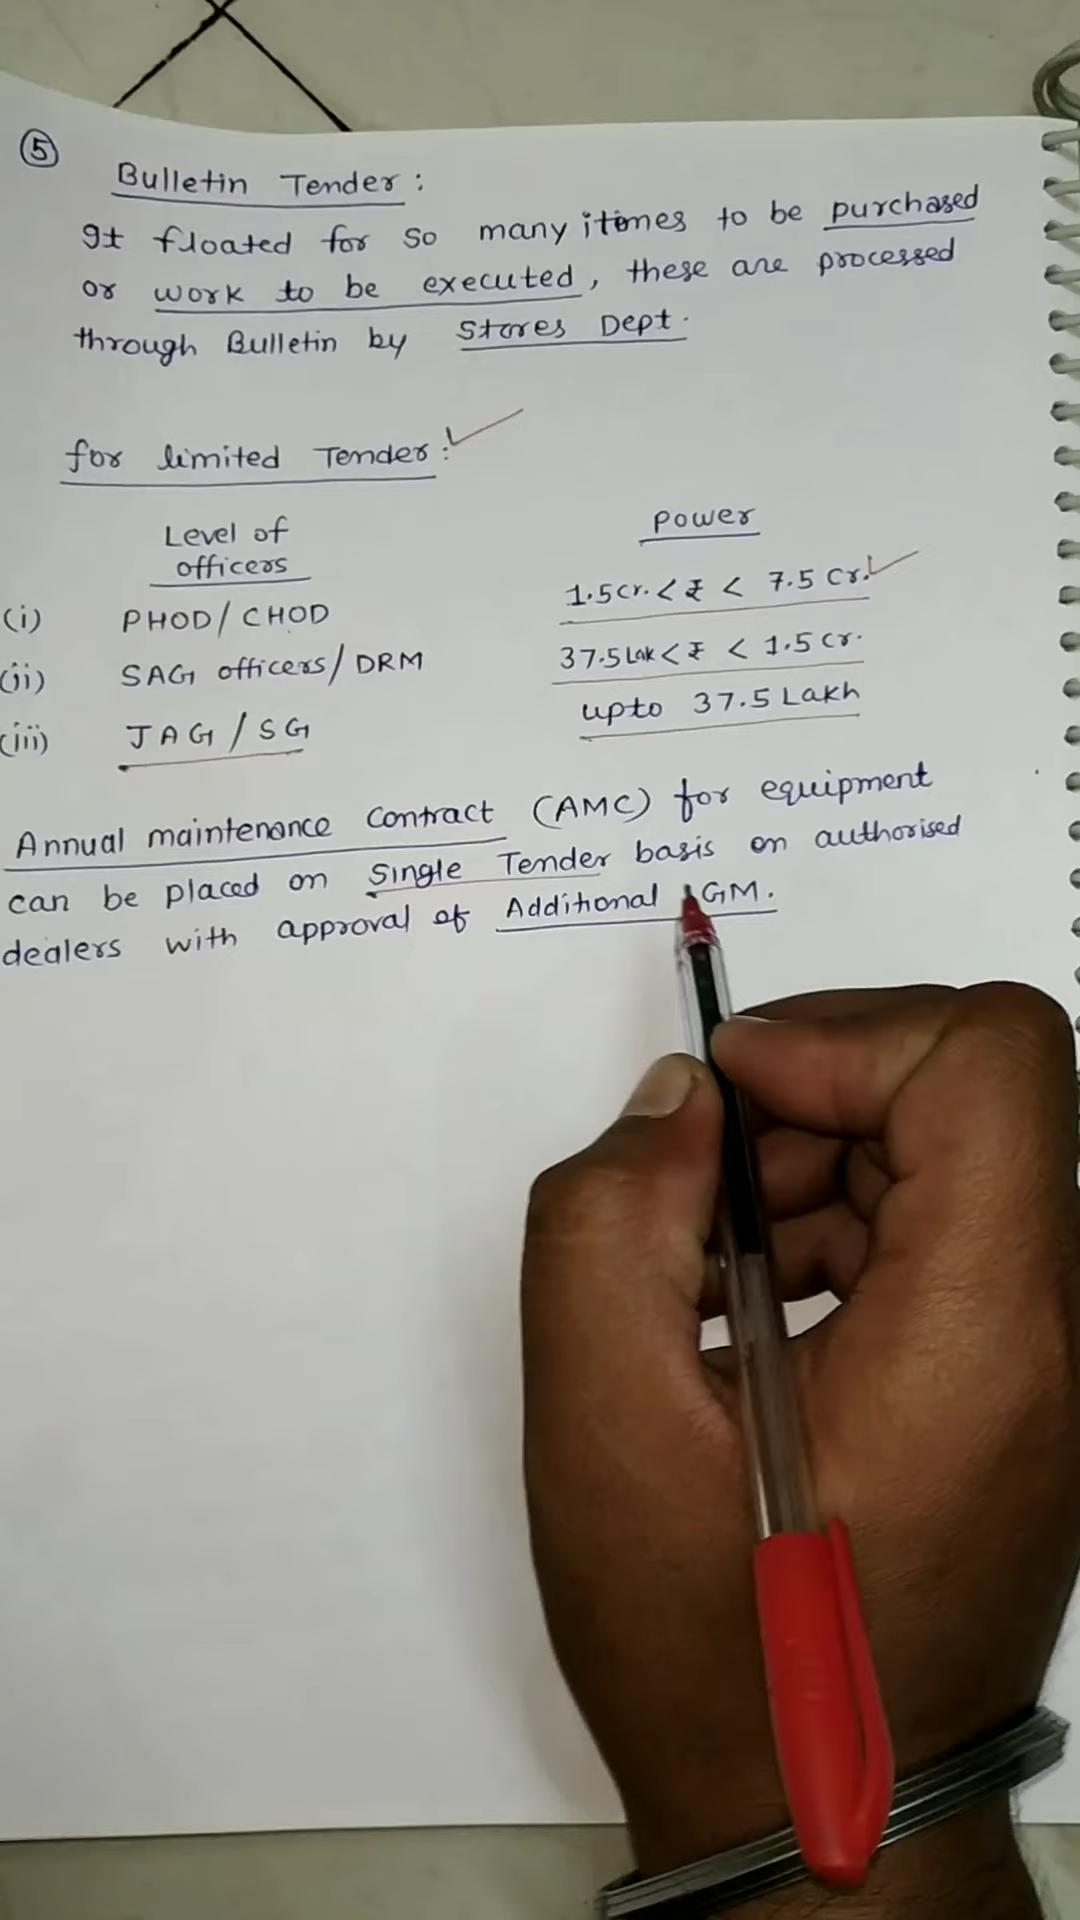 5
Bulletin Tender:
It floated for so many itemes to be purchased
or work to be executed, these are processed
through Bulletin by Stores Dept.
for limited Tender:
Level of officers
Power
(i) PHOD/CHOD 1.5 Cr. < ₹ < 7.5 Cr.
(ii) SAG officers/DRM 37.5 Lak < ₹ < 1.5 Cr.
(iii) JAG/SG upto 37.5 Lakh
Annual maintenance Contract (AMC) for equipment
can be placed on Single Tender basis on authorised
dealers with approval of Additional GM.